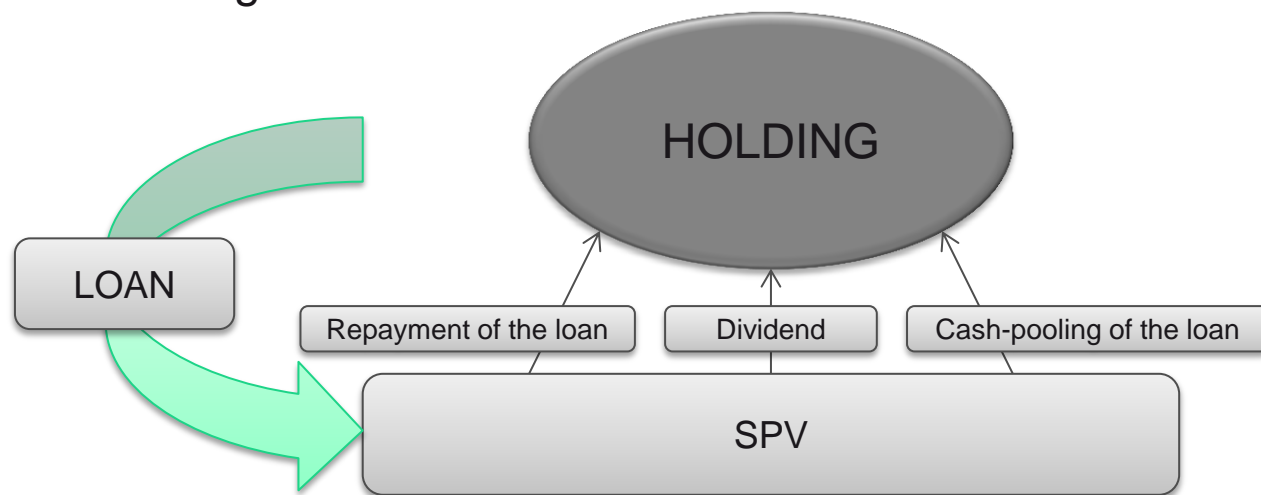 HOLDING
LOAN
Repayment of the loan
Dividend
Cash-pooling of the loan
SPV